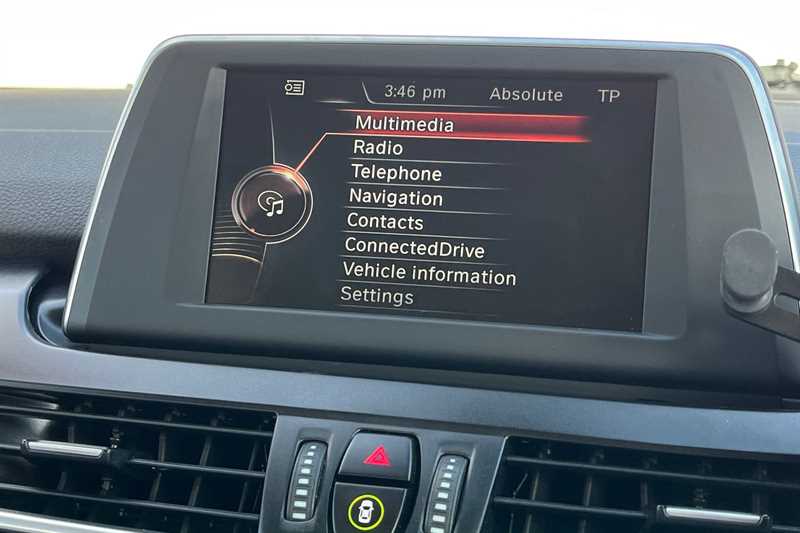 3:46 pm Absolute TP
Multimedia
Radio
Telephone
Navigation
Contacts
ConnectedDrive
Vehicle information
Settings